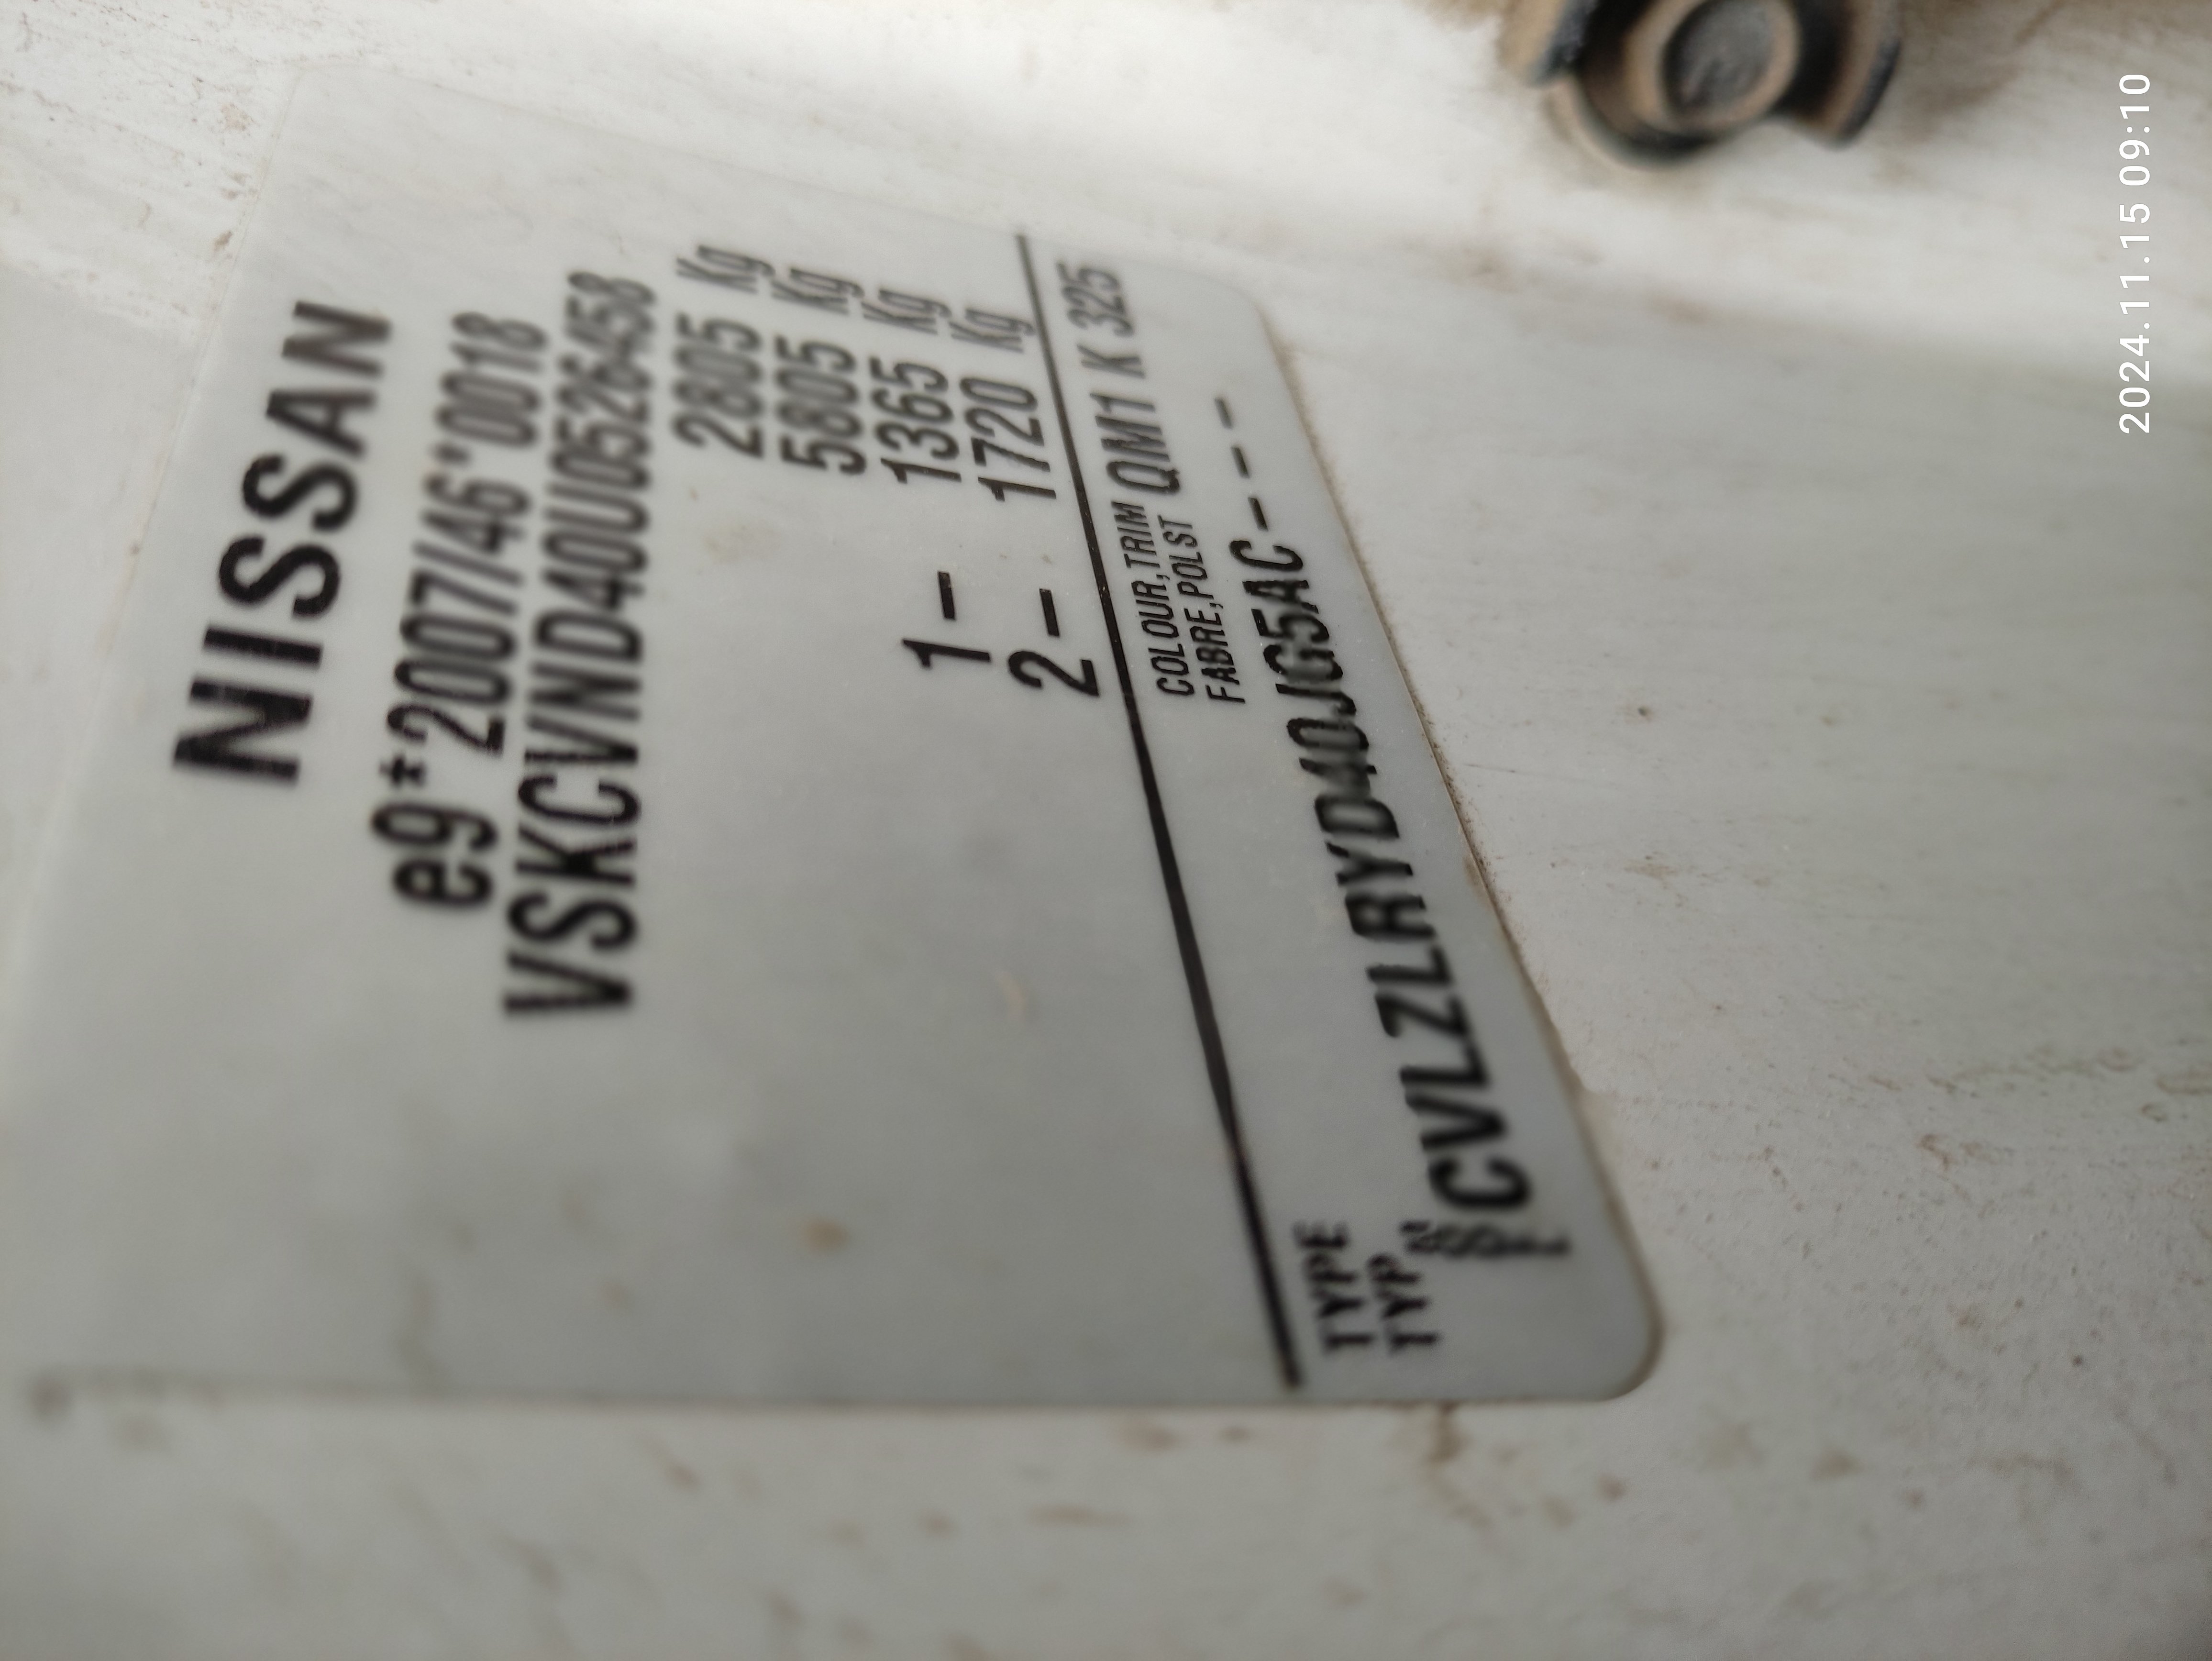 NISSAN
e9*2007/46*0018
VSKCVND40U0526458
2805 Kg
5805 Kg
1- 1365 Kg
2- 1720 Kg
TYPE
TYP
COLOUR,TRIM
FABRE,POLST
QM1 K 325
CVLZLRYD40JG5AC----
2024.11.15 09:10